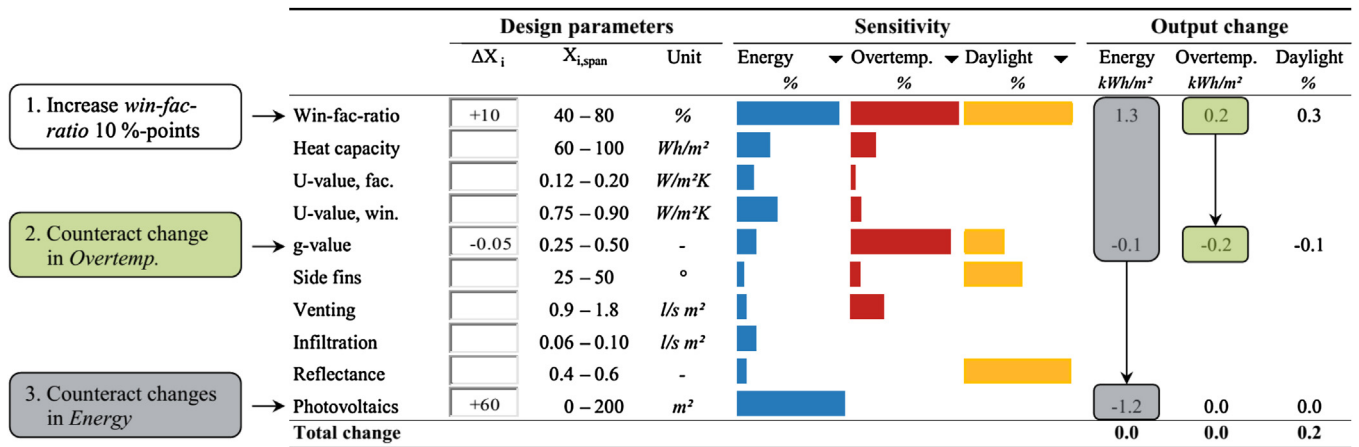 Design parameters Sensitivity Output change
ΔX i X i,span Unit Energy Overtemp. Daylight Energy Overtemp. Daylight
% % % kWh/m² kWh/m² %
1. Increase win-fac-
ratio 10 %-points
Win-fac-ratio +10 40 – 80 % 1.3 0.2 0.3
Heat capacity 60 – 100 Wh/m²
U-value, fac. 0.12 – 0.20 W/m²K
U-value, win. 0.75 – 0.90 W/m²K
2. Counteract change
in Overtemp.
g-value -0.05 0.25 – 0.50 - -0.1 -0.2 -0.1
Side fins 25 – 50 °
Venting 0.9 – 1.8 l/s m²
Infiltration 0.06 – 0.10 l/s m²
Reflectance 0.4 – 0.6 -
3. Counteract changes
in Energy
Photovoltaics +60 0 – 200 m² -1.2 0.0 0.0
Total change 0.0 0.0 0.2